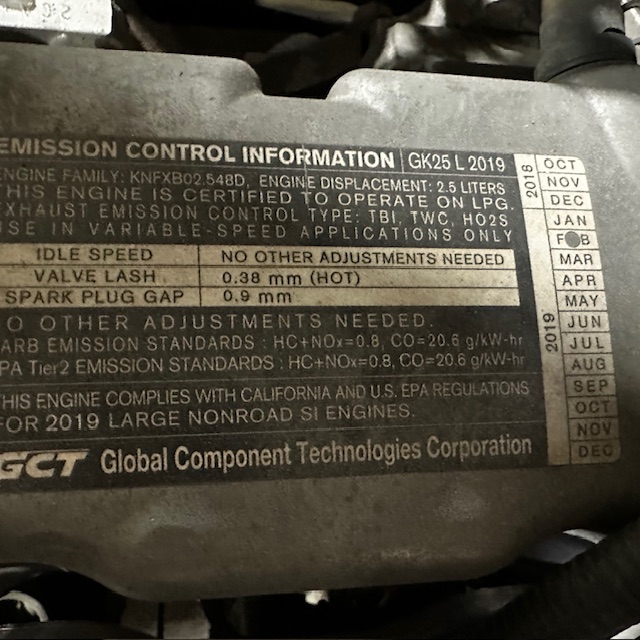 EMISSION CONTROL INFORMATION GK25 L 2019
ENGINE FAMILY: KNFXB02.548D, ENGINE DISPLACEMENT: 2.5 LITERS
THIS ENGINE IS CERTIFIED TO OPERATE ON LPG.
EXHAUST EMISSION CONTROL TYPE: TBI, TWC, HO2S
USE IN VARIABLE-SPEED APPLICATIONS ONLY
IDLE SPEED NO OTHER ADJUSTMENTS NEEDED
VALVE LASH 0.38 mm (HOT)
SPARK PLUG GAP 0.9 mm
NO OTHER ADJUSTMENTS NEEDED.
ARB EMISSION STANDARDS : HC+NOx=0.8, CO=20.6 g/kW-hr
EPA Tier2 EMISSION STANDARDS : HC+NOx=0.8, CO=20.6 g/kW-hr
THIS ENGINE COMPLIES WITH CALIFORNIA AND U.S. EPA REGULATIONS
FOR 2019 LARGE NONROAD SI ENGINES.
GCT Global Component Technologies Corporation
2018
OCT
NOV
DEC
2019
JAN
FEB
MAR
APR
MAY
JUN
JUL
AUG
SEP
OCT
NOV
DEC